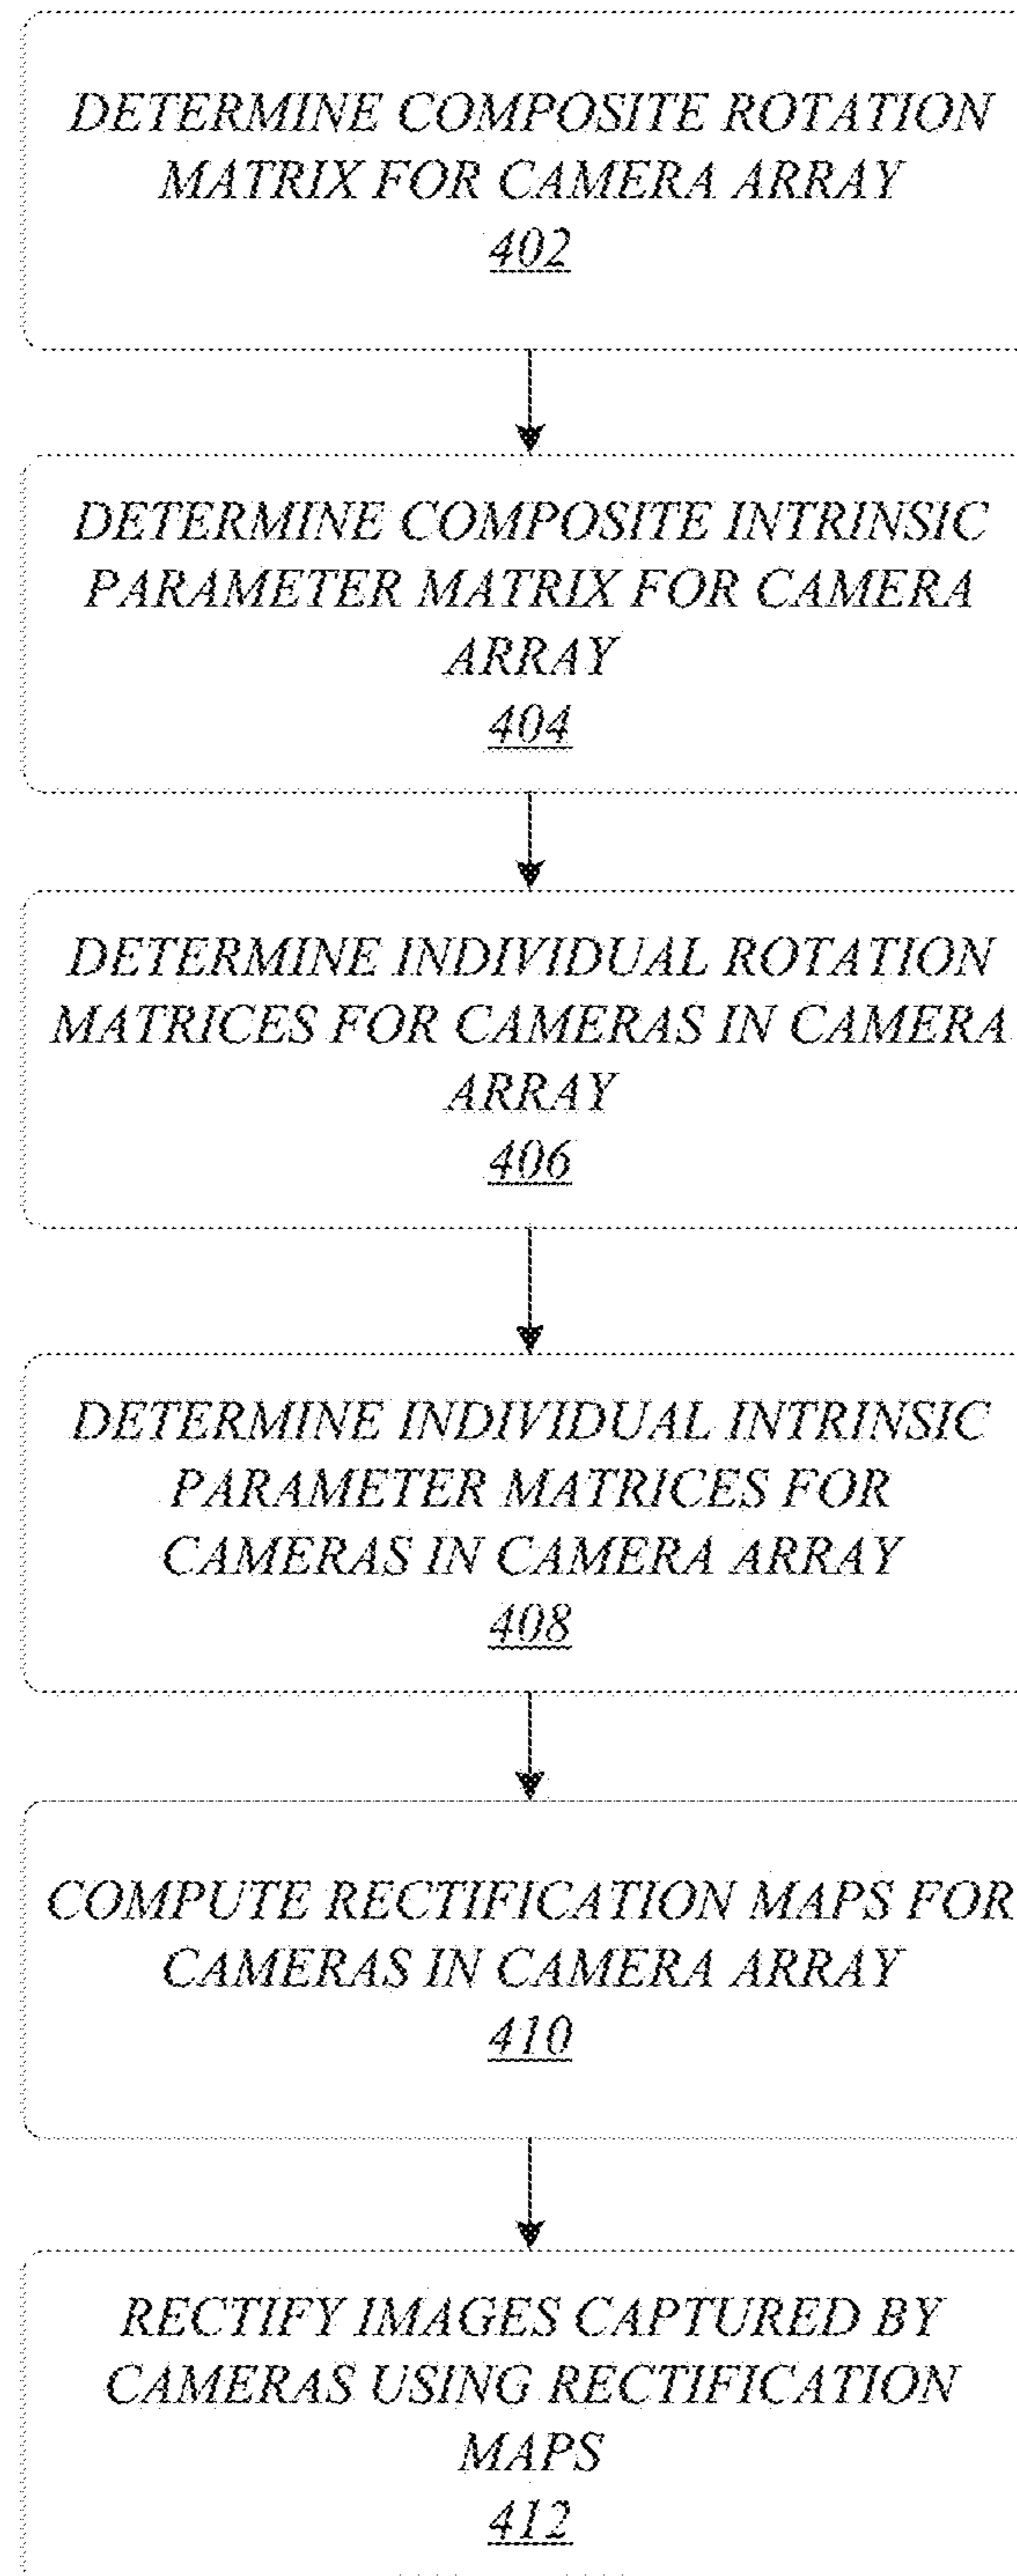 DETERMINE COMPOSITE ROTATION
MATRIX FOR CAMERA ARRAY
402
DETERMINE COMPOSITE INTRINSIC
PARAMETER MATRIX FOR CAMERA
ARRAY
404
DETERMINE INDIVIDUAL ROTATION
MATRICES FOR CAMERAS IN CAMERA
ARRAY
406
DETERMINE INDIVIDUAL INTRINSIC
PARAMETER MATRICES FOR
CAMERAS IN CAMERA ARRAY
408
COMPUTE RECTIFICATION MAPS FOR
CAMERAS IN CAMERA ARRAY
410
RECTIFY IMAGES CAPTURED BY
CAMERAS USING RECTIFICATION
MAPS
412